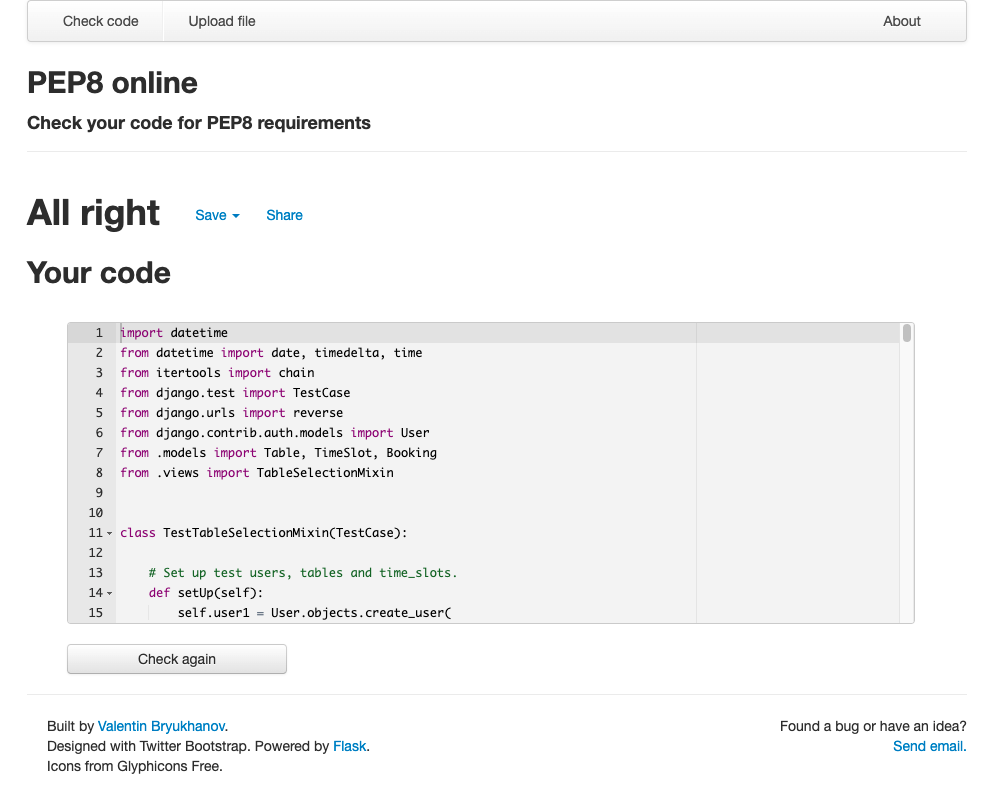 Check code
Upload file
About
PEP8 online
Check your code for PEP8 requirements
All right
Save
Share
Your code
1 import datetime
2 from datetime import date, timedelta, time
3 from itertools import chain
4 from django.test import TestCase
5 from django.urls import reverse
6 from django.contrib.auth.models import User
7 from .models import Table, TimeSlot, Booking
8 from .views import TableSelectionMixin
9
10
11 class TestTableSelectionMixin(TestCase):
12
13     # Set up test users, tables and time_slots.
14     def setUp(self):
15         self.user1 = User.objects.create_user(
Check again
Built by Valentin Bryukhanov.
Designed with Twitter Bootstrap. Powered by Flask.
Icons from Glyphicons Free.
Found a bug or have an idea?
Send email.